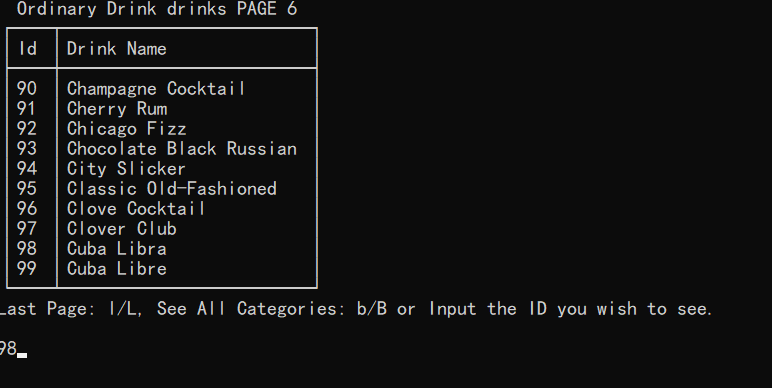 Ordinary Drink drinks PAGE 6
Id Drink Name
90 Champagne Cocktail
91 Cherry Rum
92 Chicago Fizz
93 Chocolate Black Russian
94 City Slicker
95 Classic Old-Fashioned
96 Clove Cocktail
97 Clover Club
98 Cuba Libra
99 Cuba Libre
Last Page: l/L, See All Categories: b/B or Input the ID you wish to see.
98